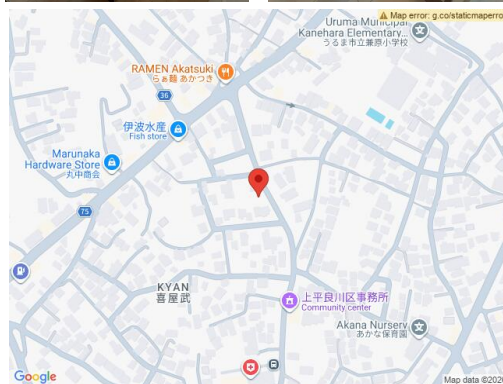 Map error: g.co/staticmaperro
Uruma Municipal
Kanehara Elementary...
うるま市立兼原小学校
RAMEN Akatsuki
らぁ麺 あかつき
36
伊波水産
Fish store
Marunaka
Hardware Store
丸中商会
75
KYAN
喜屋武
上平良川区事務所
Community center
Akana Nursery
あかな保育園
Google
Map data ©202